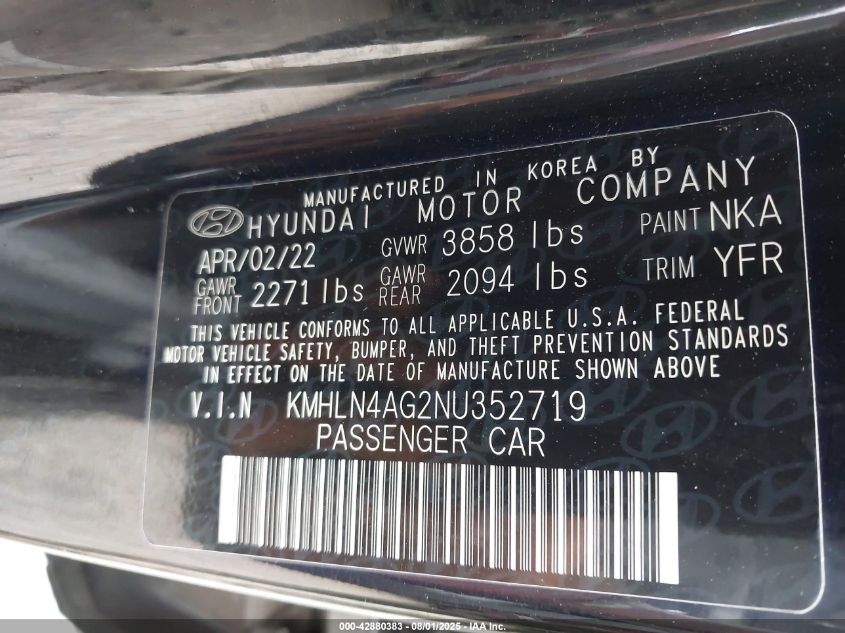 MANUFACTURED IN KOREA BY
HYUNDAI MOTOR COMPANY
APR/02/22 GVWR 3858 lbs PAINT NKA
GAWR FRONT 2271 lbs GAWR REAR 2094 lbs TRIM YFR
THIS VEHICLE CONFORMS TO ALL APPLICABLE U.S.A. FEDERAL
MOTOR VEHICLE SAFETY, BUMPER, AND THEFT PREVENTION STANDARDS
IN EFFECT ON THE DATE OF MANUFACTURE SHOWN ABOVE
V.I.N KMHLN4AG2NU352719
PASSENGER CAR
000-42880383 - 08/01/2025 - IAA Inc.